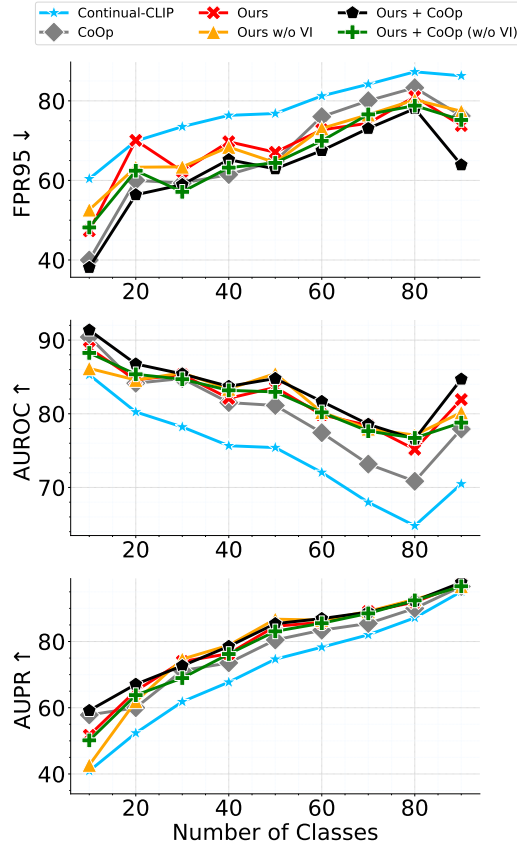 Continual-CLIP Ours Ours + CoOp
CoOp Ours w/o VI Ours + CoOp (w/o VI)
FPR95 ↓
80
60
40
20 40 60 80
AUROC ↑
90
80
70
20 40 60 80
AUPR ↑
80
60
40
20 40 60 80
Number of Classes